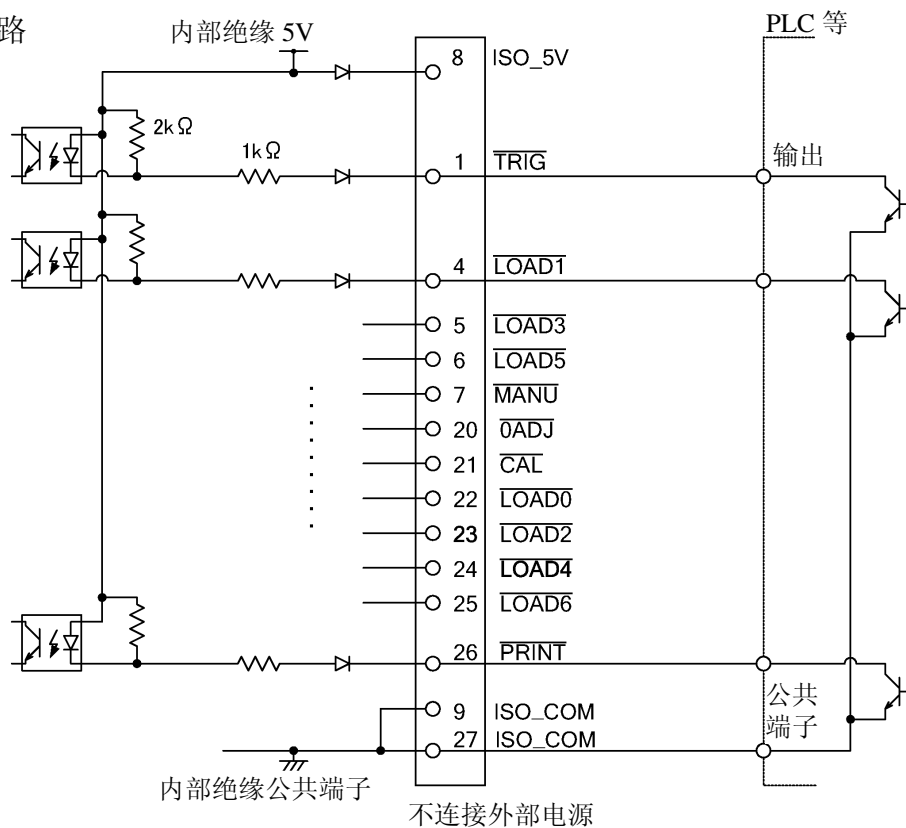 路
内部绝缘 5V
PLC 等
8 ISO_5V
2kΩ
1kΩ
1 TRIG
输出
4 LOAD1
5 LOAD3
6 LOAD5
7 MANU
20 0ADJ
21 CAL
22 LOAD0
23 LOAD2
24 LOAD4
25 LOAD6
26 PRINT
公共
端子
9 ISO_COM
27 ISO_COM
内部绝缘公共端子
不连接外部电源